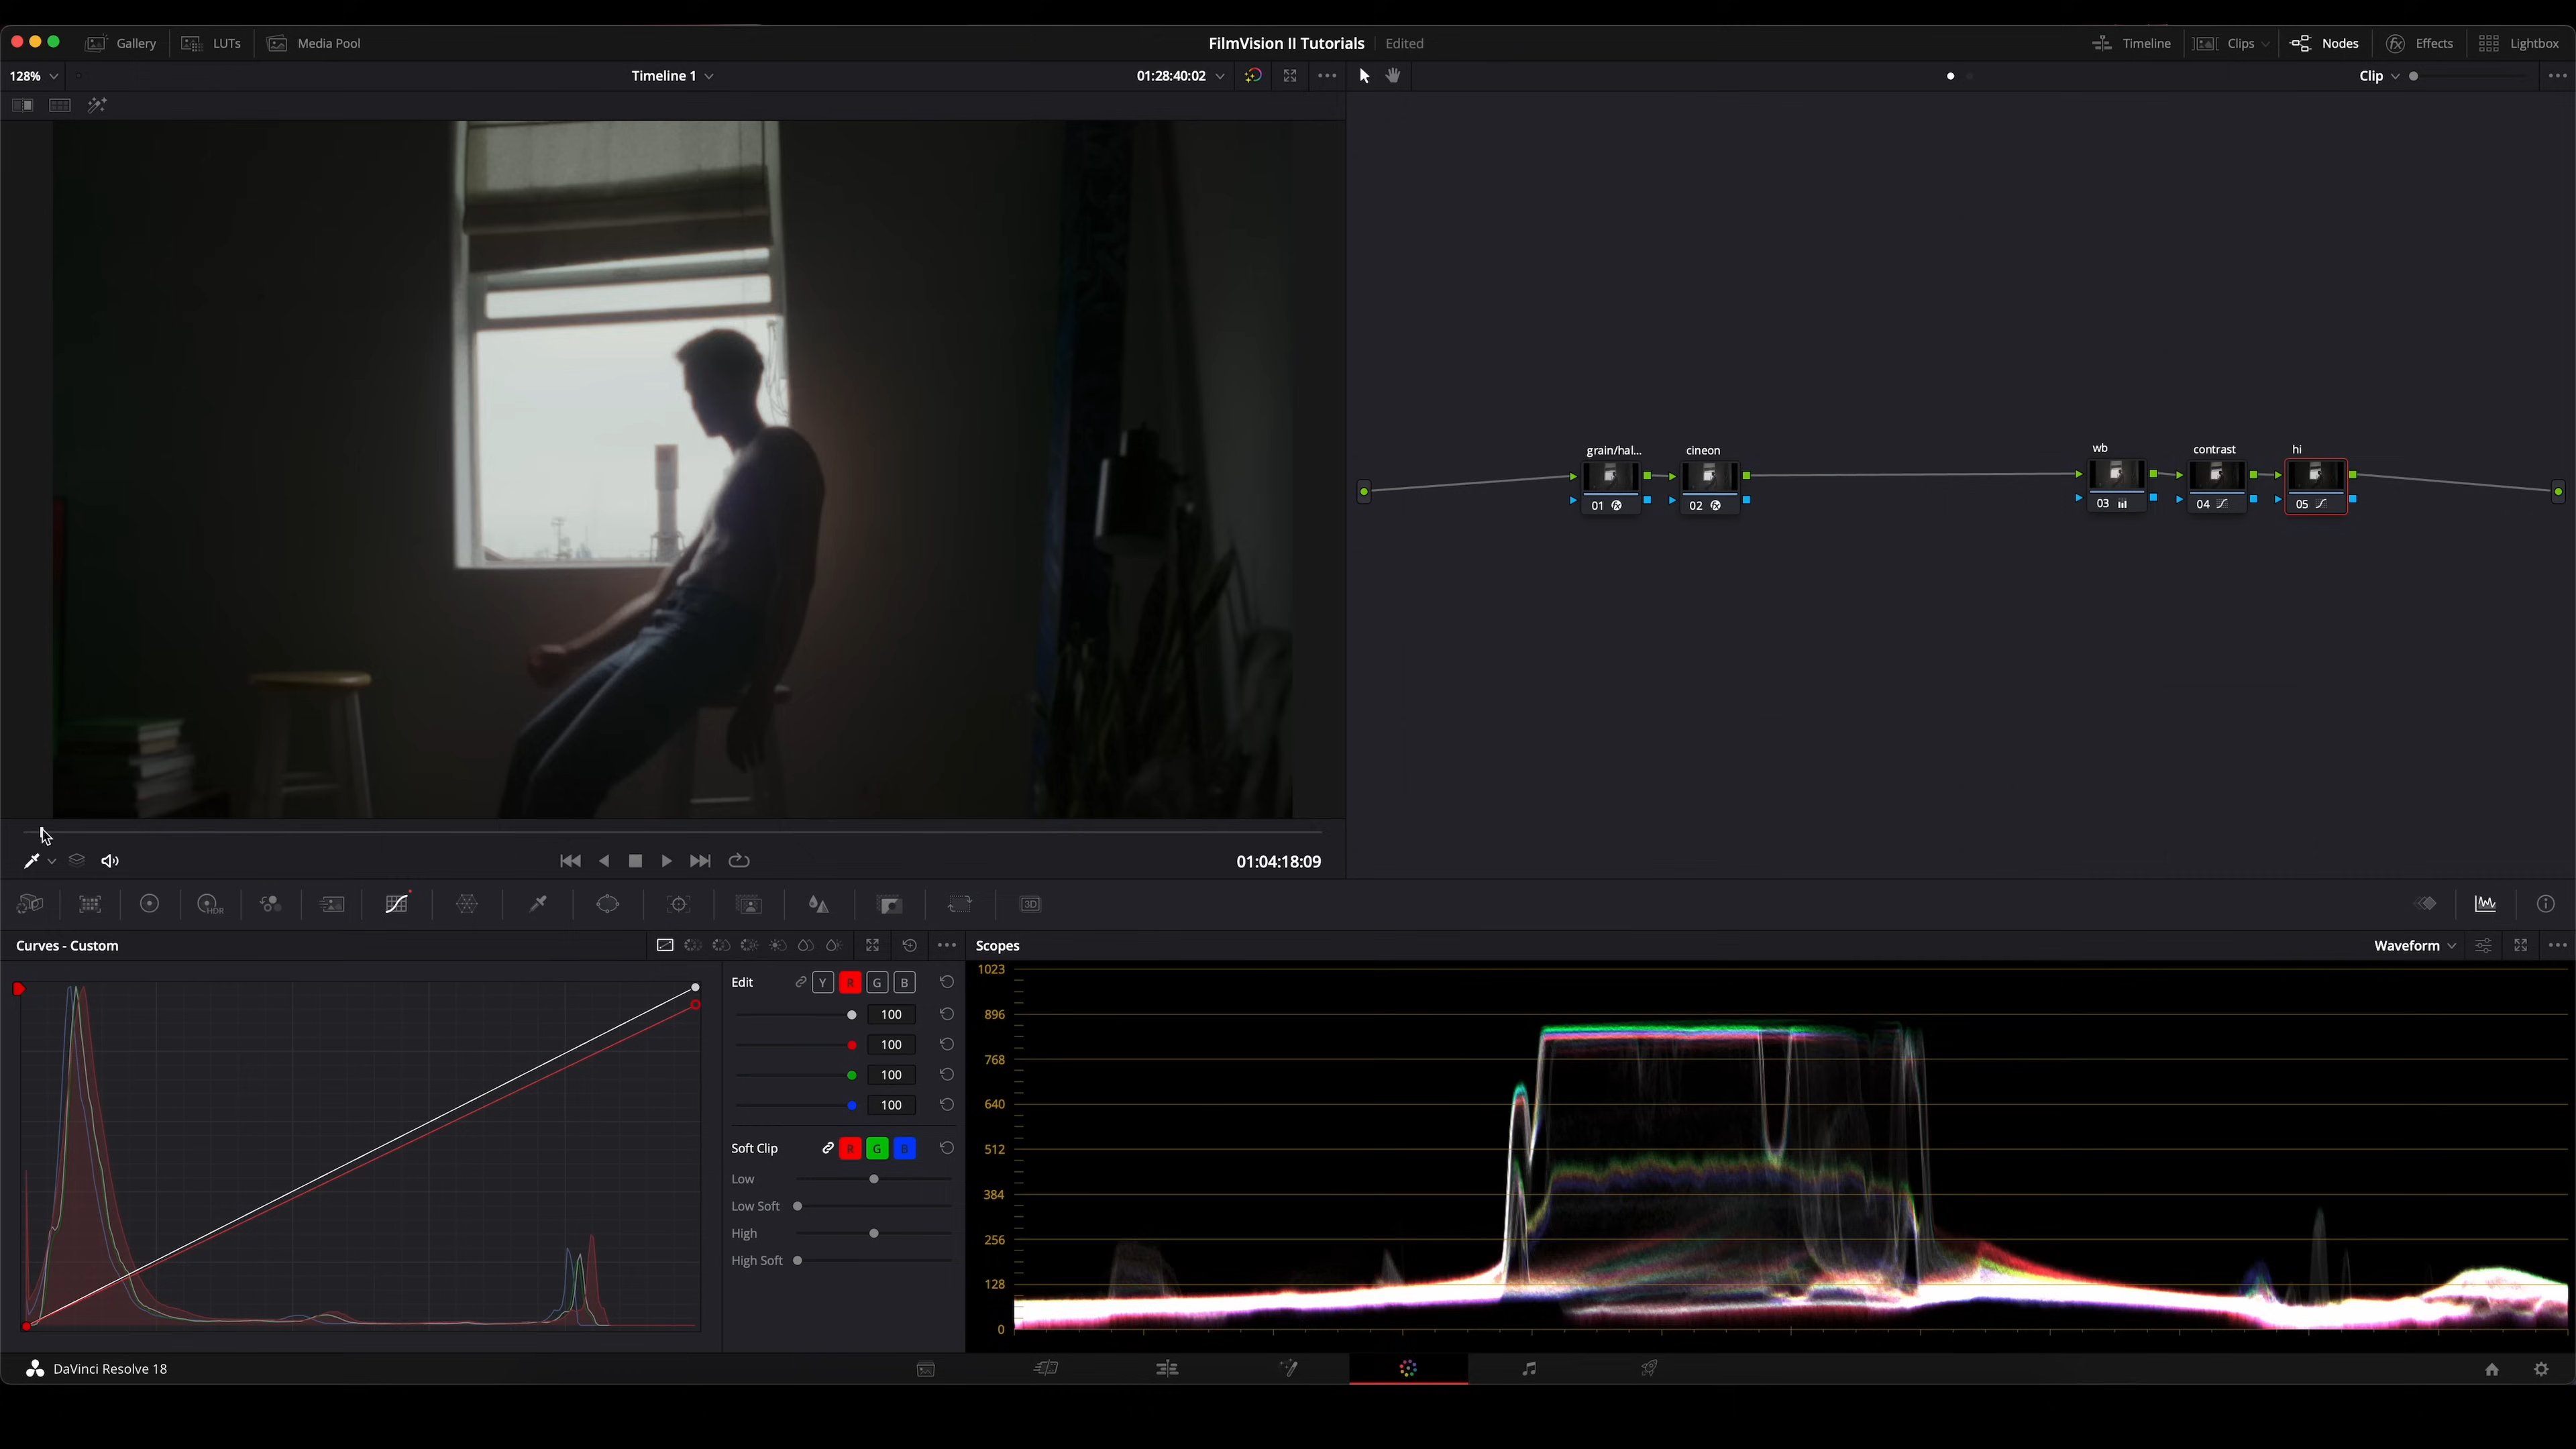 Gallery LUTs Media Pool FilmVision II Tutorials Edited Timeline Clips Nodes Effects Lightbox
128% Timeline 1 01:28:40:02 Clip
grain/hal... cineon wb contrast hi
01 02 03 04 05
01:04:18:09
HDR 3D
Curves - Custom Scopes Waveform
Edit Y R G B
100
100
100
100
Soft Clip R G B
Low
Low Soft
High
High Soft
1023
896
768
640
512
384
256
128
0
DaVinci Resolve 18